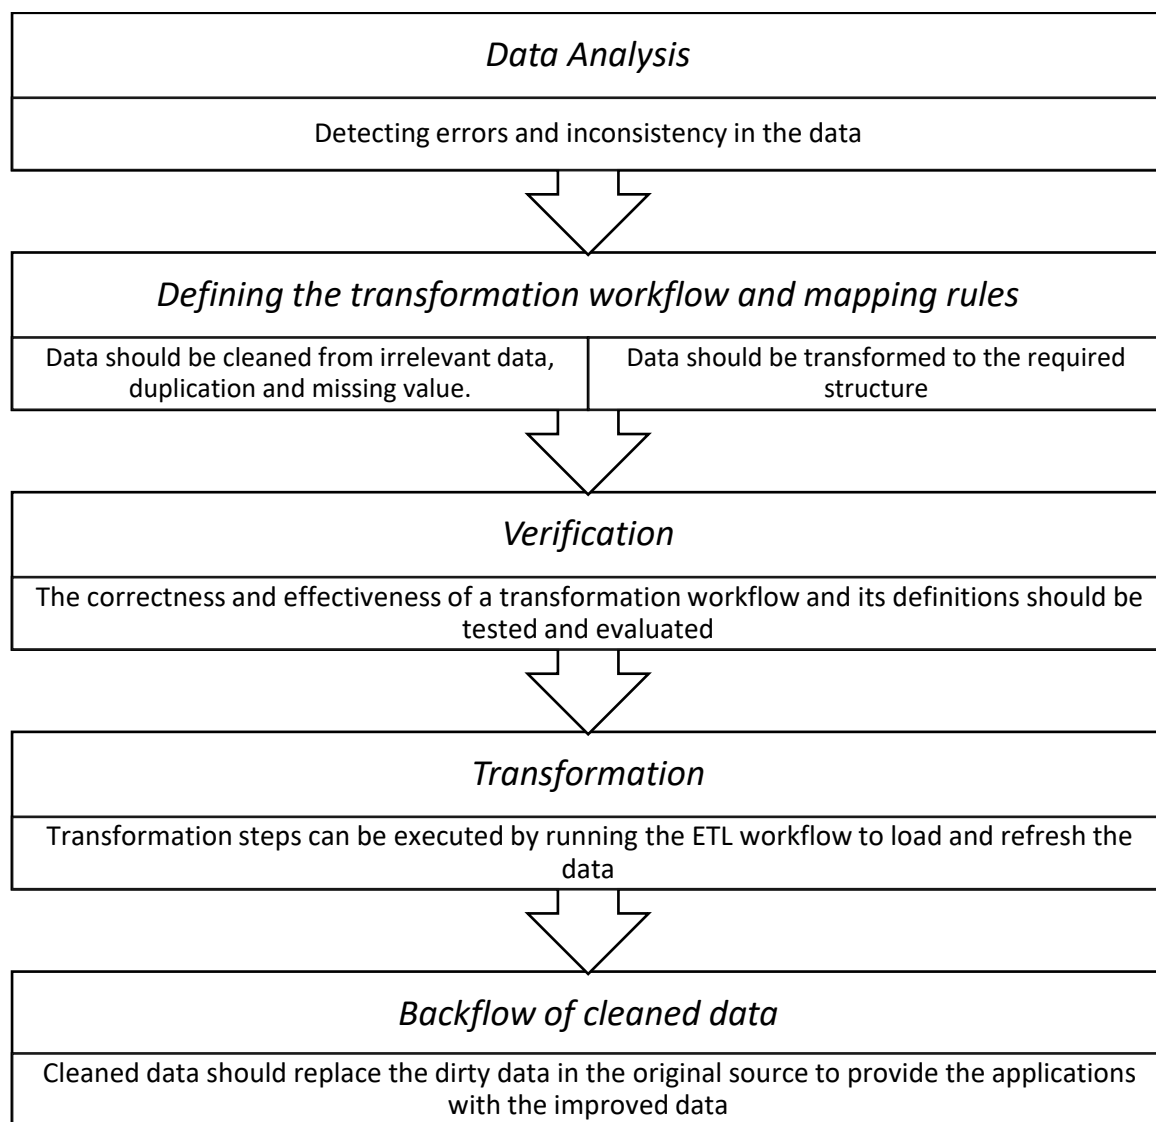 Data Analysis
Detecting errors and inconsistency in the data
Defining the transformation workflow and mapping rules
Data should be cleaned from irrelevant data,
duplication and missing value.
Data should be transformed to the required
structure
Verification
The correctness and effectiveness of a transformation workflow and its definitions should be
tested and evaluated
Transformation
Transformation steps can be executed by running the ETL workflow to load and refresh the
data
Backflow of cleaned data
Cleaned data should replace the dirty data in the original source to provide the applications
with the improved data